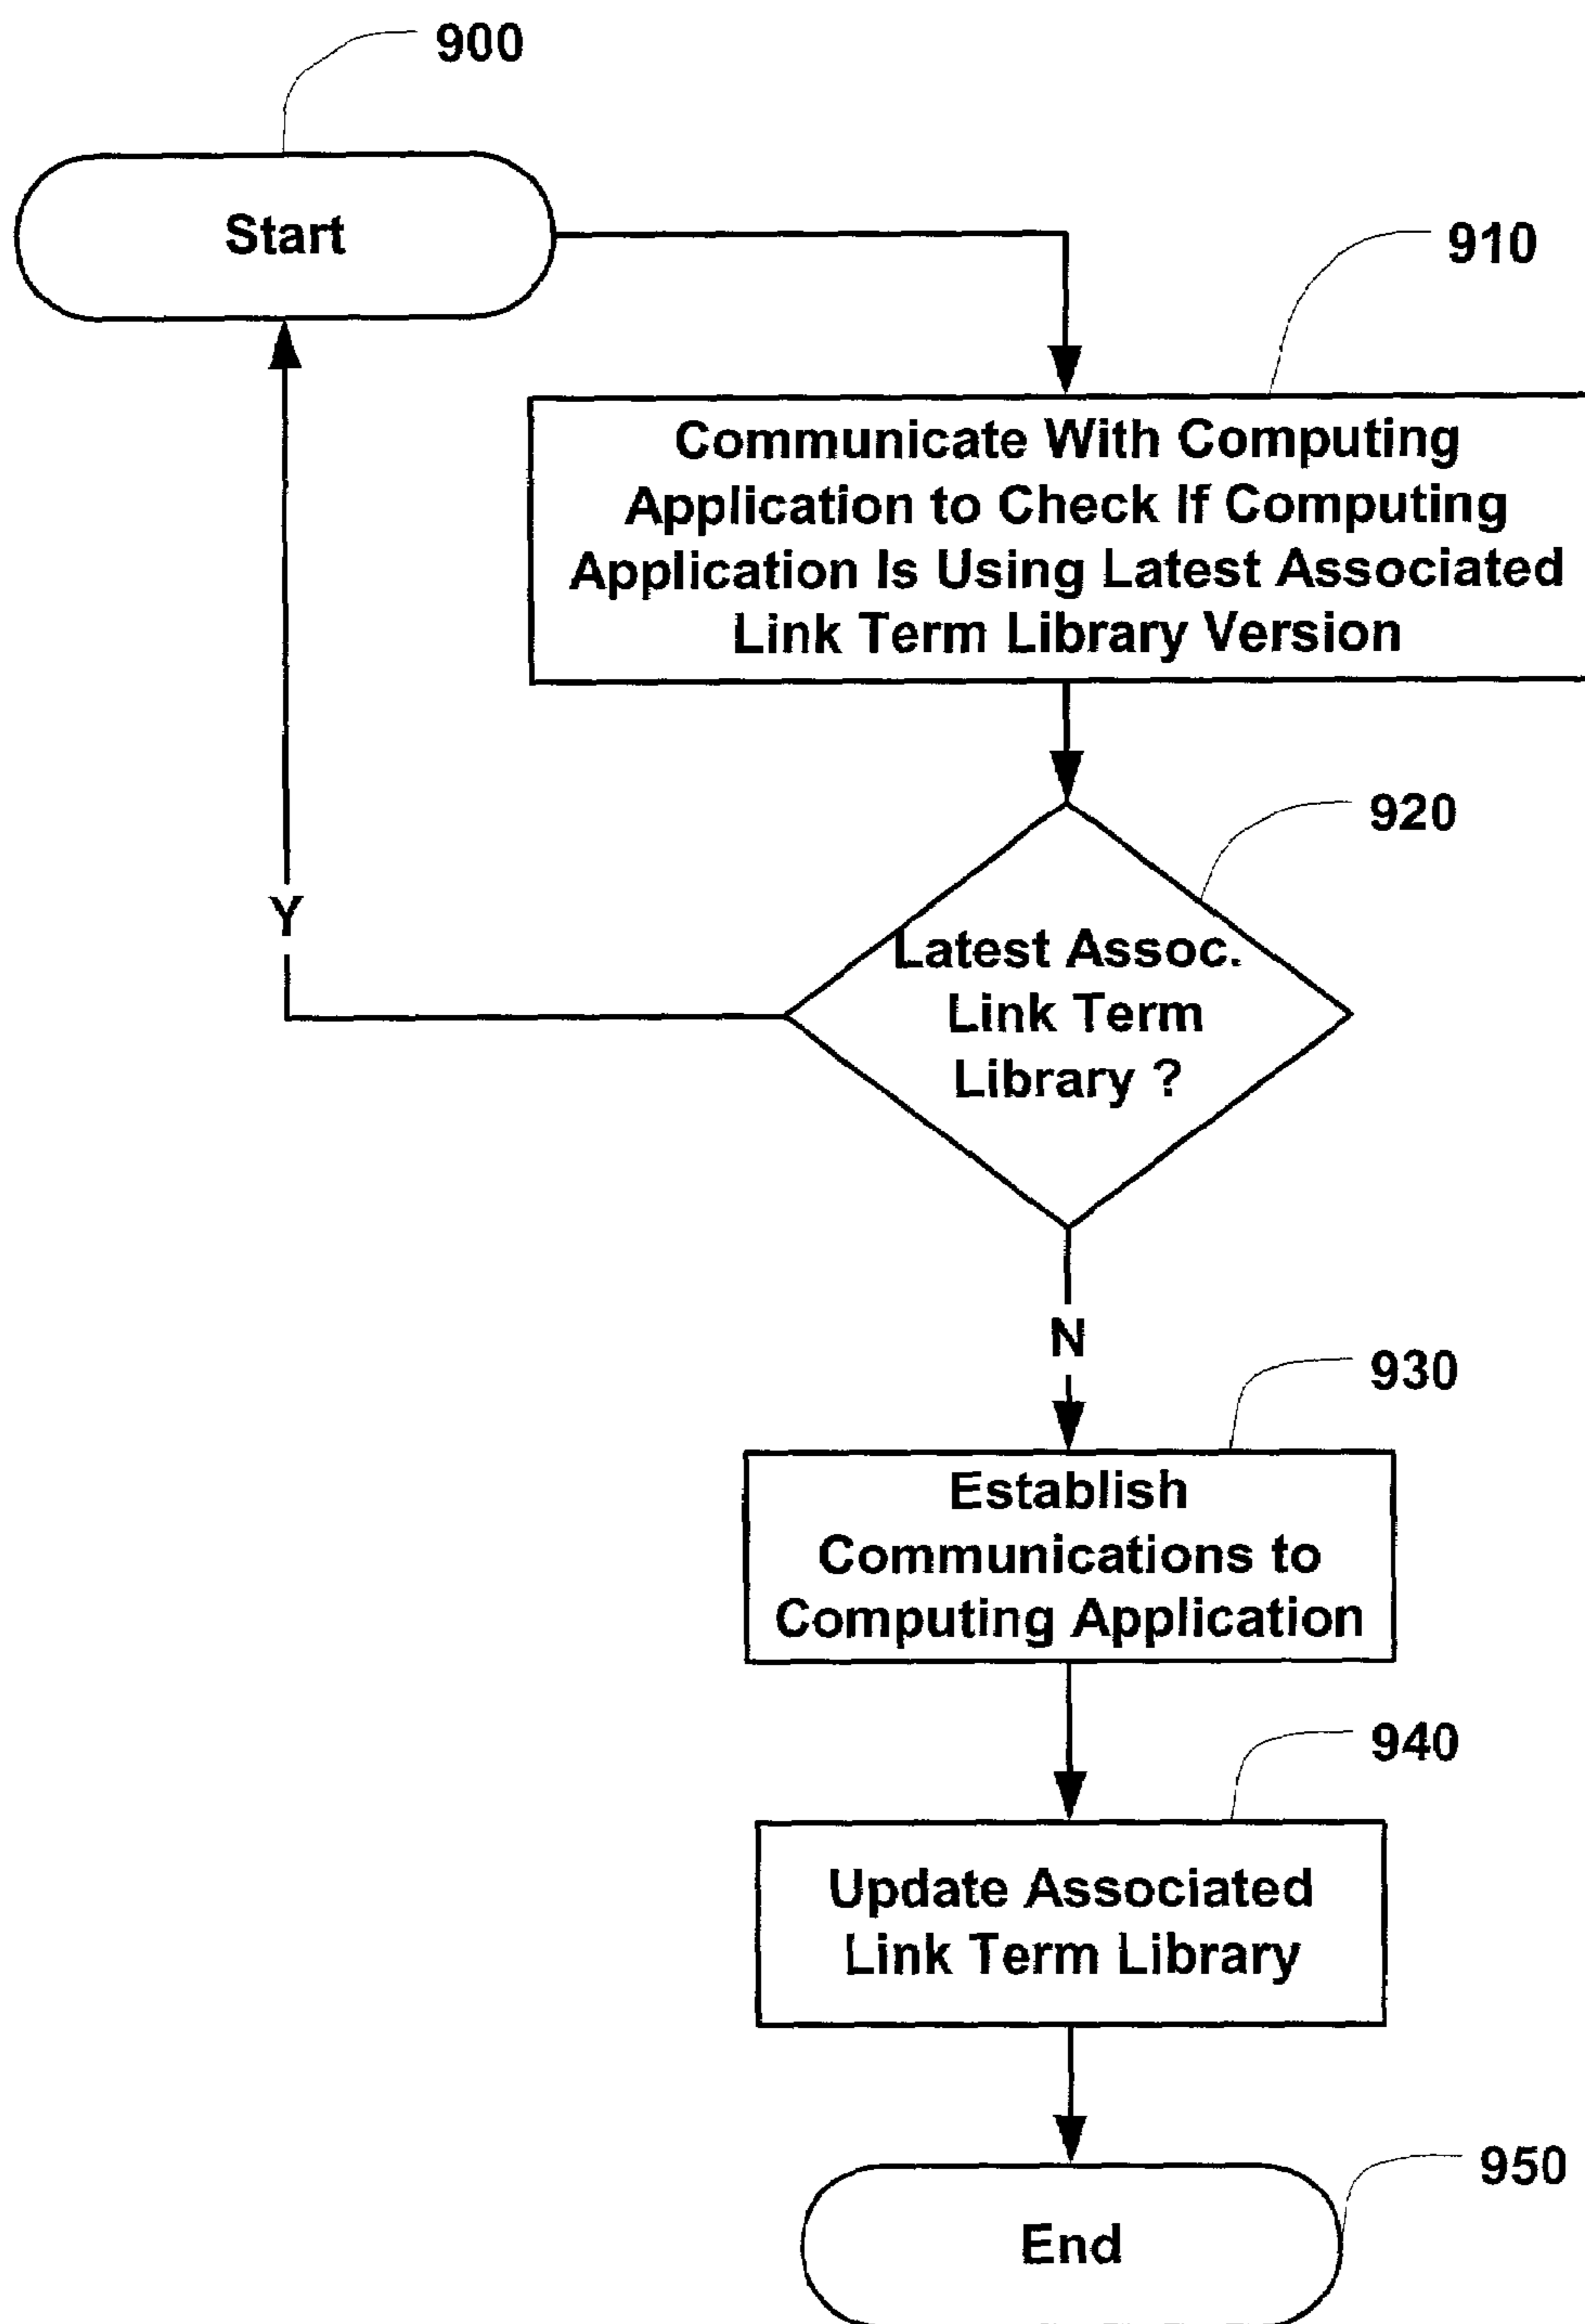 900
Start
910
Communicate With Computing
Application to Check If Computing
Application Is Using Latest Associated
Link Term Library Version
920
Latest Assoc.
Link Term
Library ?
Y
N
930
Establish
Communications to
Computing Application
940
Update Associated
Link Term Library
950
End